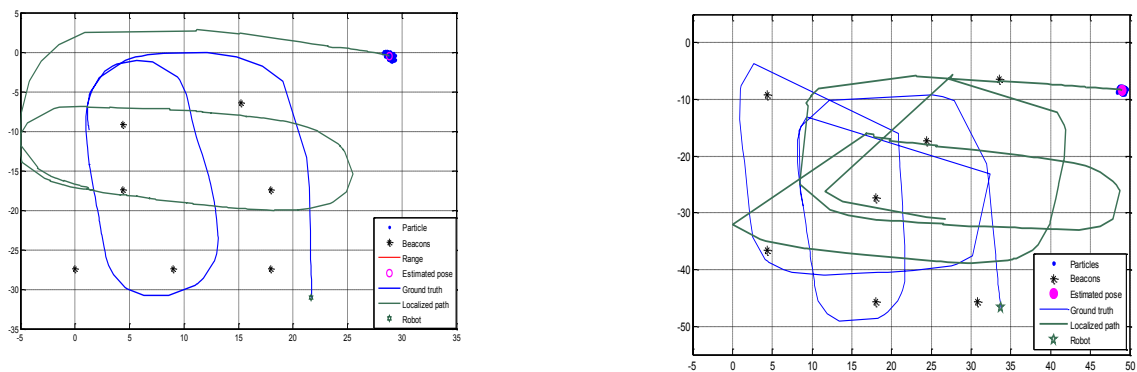 5
0
-5
-10
-15
-20
-25
-30
-35
-5 0 5 10 15 20 25 30 35
Particle
Beacons
Range
Estimated pose
Ground truth
Localized path
Robot
0
-10
-20
-30
-40
-50
-5 0 5 10 15 20 25 30 35 40 45 50
Particles
Beacons
Estimated pose
Ground truth
Localized path
Robot